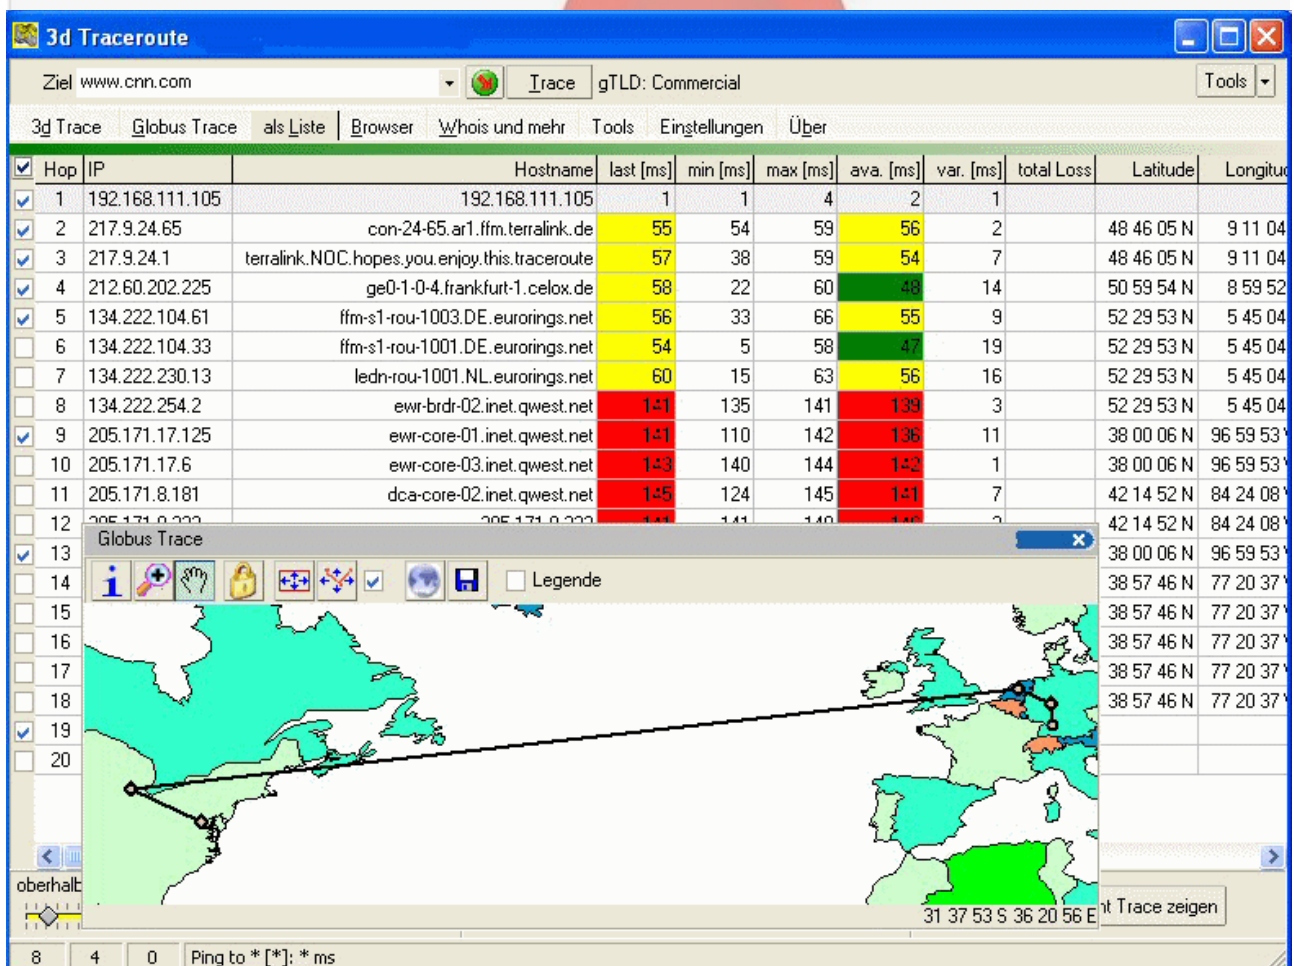 3d Traceroute
Ziel www.cnn.com Trace gTLD: Commercial Tools
3d Trace Globus Trace als Liste Browser Whois und mehr Tools Einstellungen Über
Hop IP Hostname last [ms] min [ms] max [ms] ava. [ms] var. [ms] total Loss Latitude Longitud
1 192.168.111.105 192.168.111.105 1 1 4 2 1
2 217.9.24.65 con-24-65.ar1.ffm.terralink.de 55 54 59 56 2 48 46 05 N 9 11 04
3 217.9.24.1 terralink.NOC.hopes.you.enjoy.this.traceroute 57 38 59 54 7 48 46 05 N 9 11 04
4 212.60.202.225 ge0-1-0-4.frankfurt-1.celox.de 58 22 60 48 14 50 59 54 N 8 59 52
5 134.222.104.61 ffm-s1-rou-1003.DE.eurorings.net 56 33 66 55 9 52 29 53 N 5 45 04
6 134.222.104.33 ffm-s1-rou-1001.DE.eurorings.net 54 5 58 47 19 52 29 53 N 5 45 04
7 134.222.230.13 ledn-rou-1001.NL.eurorings.net 60 15 63 56 16 52 29 53 N 5 45 04
8 134.222.254.2 ewr-brdr-02.inet.qwest.net 141 135 141 139 3 52 29 53 N 5 45 04
9 205.171.17.125 ewr-core-01.inet.qwest.net 141 110 142 136 11 38 00 06 N 96 59 53
10 205.171.17.6 ewr-core-03.inet.qwest.net 143 140 144 142 1 38 00 06 N 96 59 53
11 205.171.8.181 dca-core-02.inet.qwest.net 145 124 145 141 7 42 14 52 N 84 24 08
12 42 14 52 N 84 24 08
Globus Trace
13 38 00 06 N 96 59 53
14 38 57 46 N 77 20 37
Legende
15 38 57 46 N 77 20 37
16 38 57 46 N 77 20 37
17 38 57 46 N 77 20 37
18 38 57 46 N 77 20 37
19
20
oberhalb
31 37 53 S 36 20 56 E
nt Trace zeigen
8 4 0 Ping to * [*]: * ms